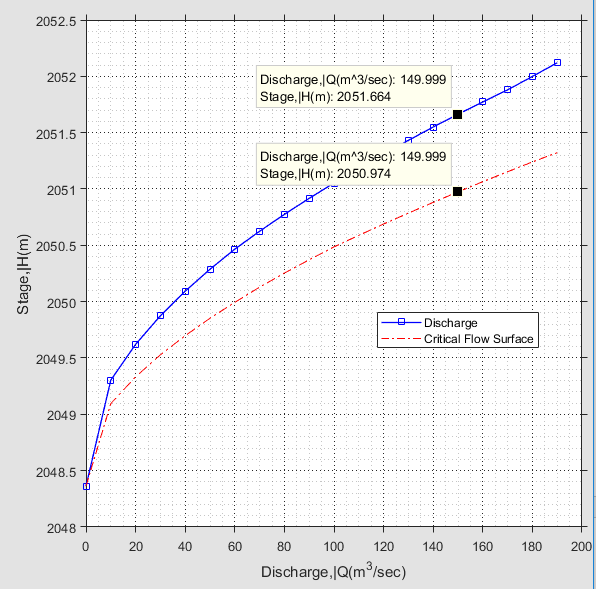 2052.5
2052
2051.5
2051
2050.5
2050
2049.5
2049
2048.5
2048
Stage,|H(m)
Discharge,|Q(m^3/sec): 149.999
Stage,|H(m): 2051.664
Discharge,|Q(m^3/sec): 149.999
Stage,|H(m): 2050.974
Discharge
Critical Flow Surface
0 20 40 60 80 100 120 140 160 180 200
Discharge,|Q(m³/sec)